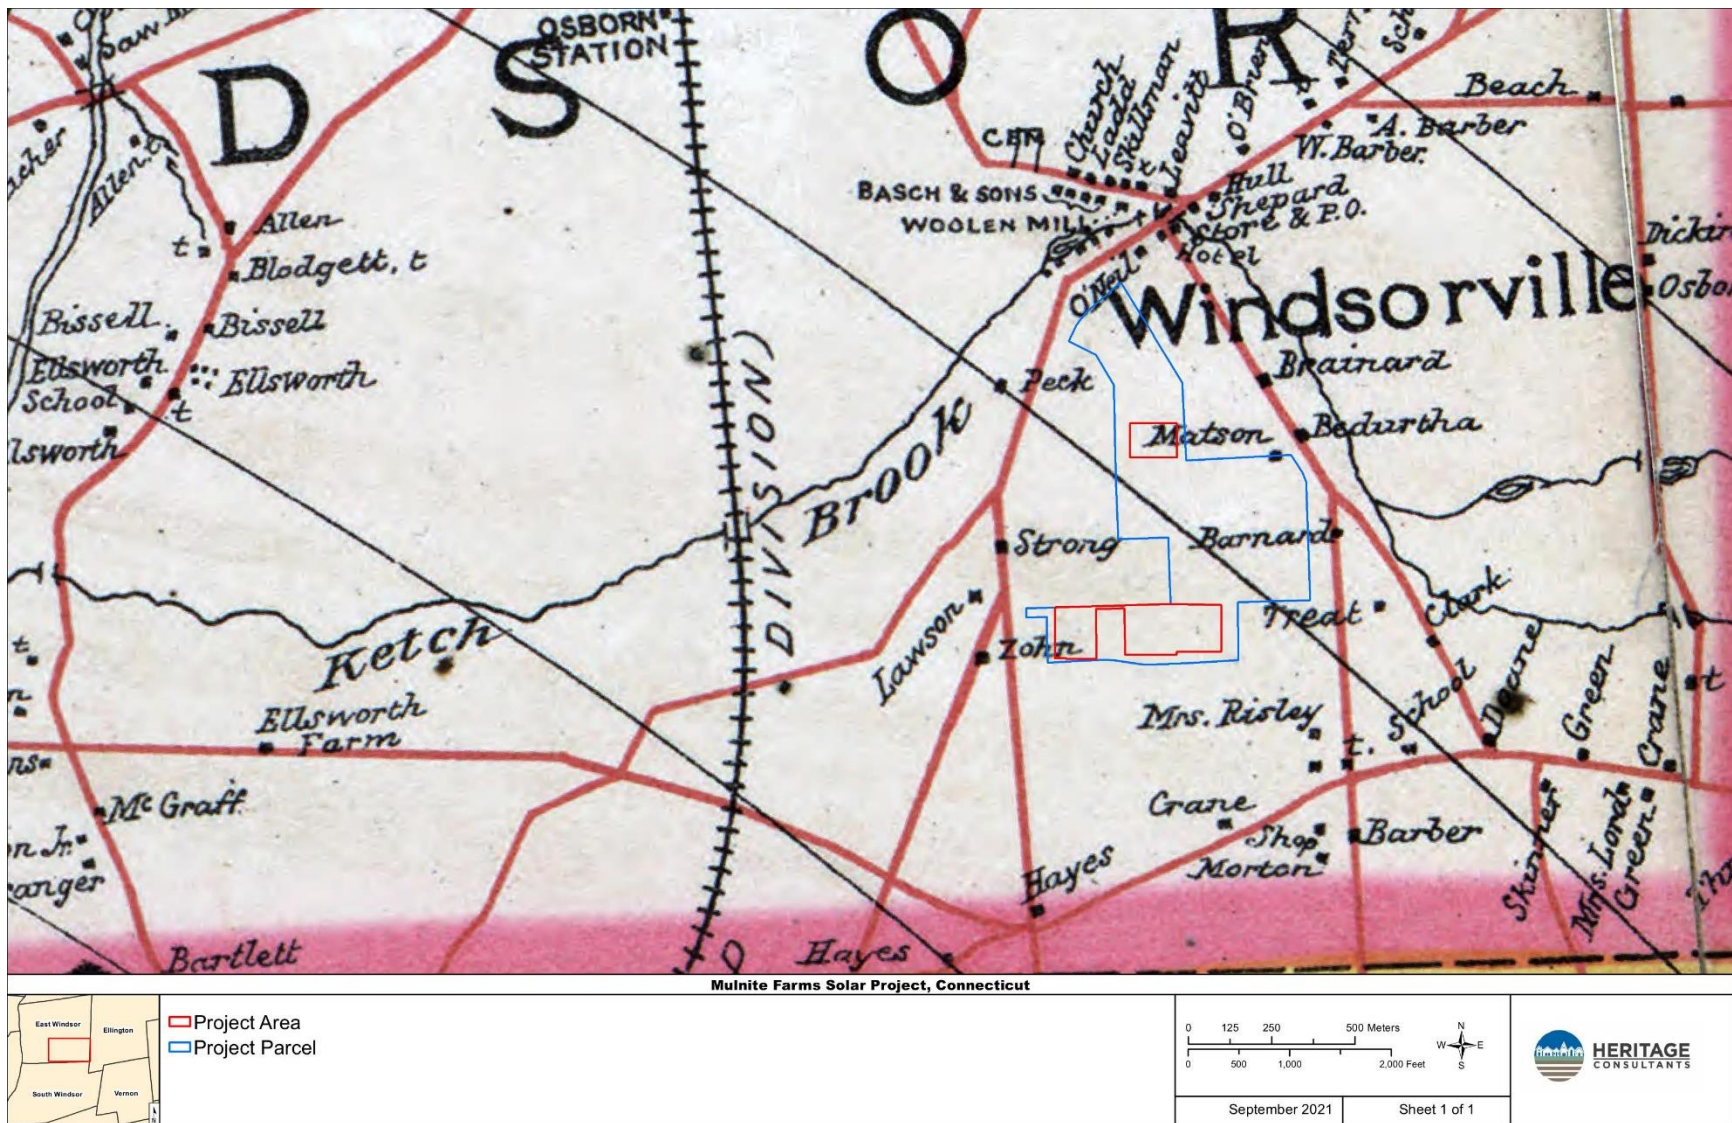 OSBORN
STATION
D S O R
Beach
A. Barber
W. Barber.
O'Brien
CEM
Church
Ladd
Skillman
t
Leavitt
BASCH & SONS
WOOLEN MILL
Hull
Shepard
Store & P.O.
Hotel
O'Neil
Windsorville
Allen, t
Allen
t
Blodgett, t
Bissell
Bissell
Ellsworth
School
Ellsworth
t
Peck
Brainard
Matson
Bedurtha
DIVISION)
Ketch
Brook
Strong
Barnard
Lawson
Zohn
Treat
Clark
Ellsworth
Farm
Mrs. Risley
t.
School
Deane
Green
Crane
t
Mc Graff
Crane
Shop
Morton
Barber
Skinner
Mrs. Lord
Green
Hayes
Hayes
Bartlett
Mulnite Farms Solar Project, Connecticut
East Windsor
Ellington
South Windsor
Vernon
Project Area
Project Parcel
0 125 250 500 Meters
0 500 1,000 2,000 Feet
N
W E
S
September 2021
Sheet 1 of 1
HERITAGE
CONSULTANTS